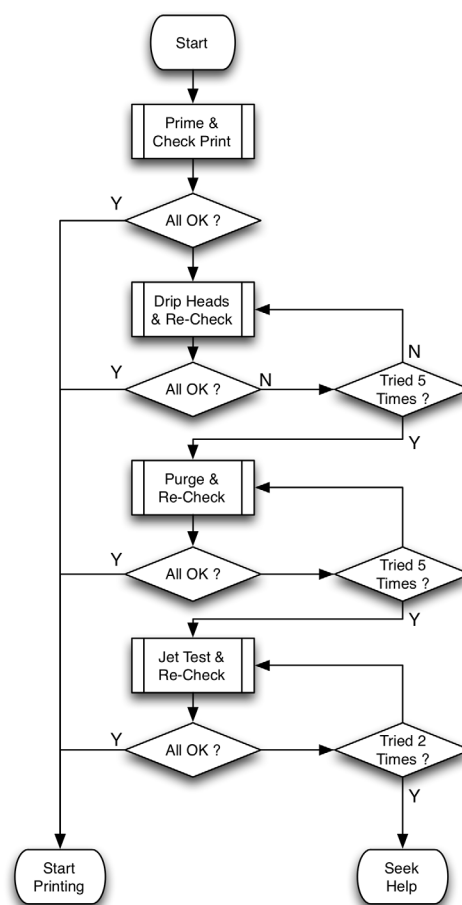 Start
Prime &
Check Print
Y
All OK ?
Drip Heads
& Re-Check
N
Y
All OK ?
N
Tried 5
Times ?
Y
Purge &
Re-Check
Y
All OK ?
Tried 5
Times ?
Y
Jet Test &
Re-Check
Y
All OK ?
Tried 2
Times ?
Y
Start
Printing
Seek
Help